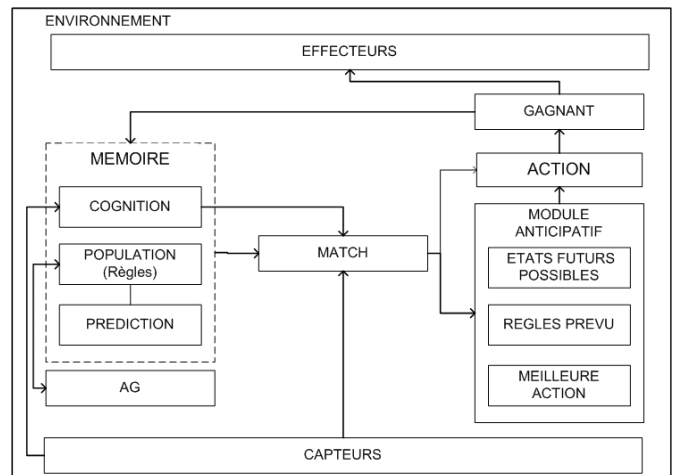 ENVIRONNEMENT
EFFECTEURS
GAGNANT
MEMOIRE
ACTION
COGNITION
MODULE
ANTICIPATIF
POPULATION
(Règles)
MATCH
ETATS FUTURS
POSSIBLES
PREDICTION
REGLES PREVU
AG
MEILLEURE
ACTION
CAPTEURS